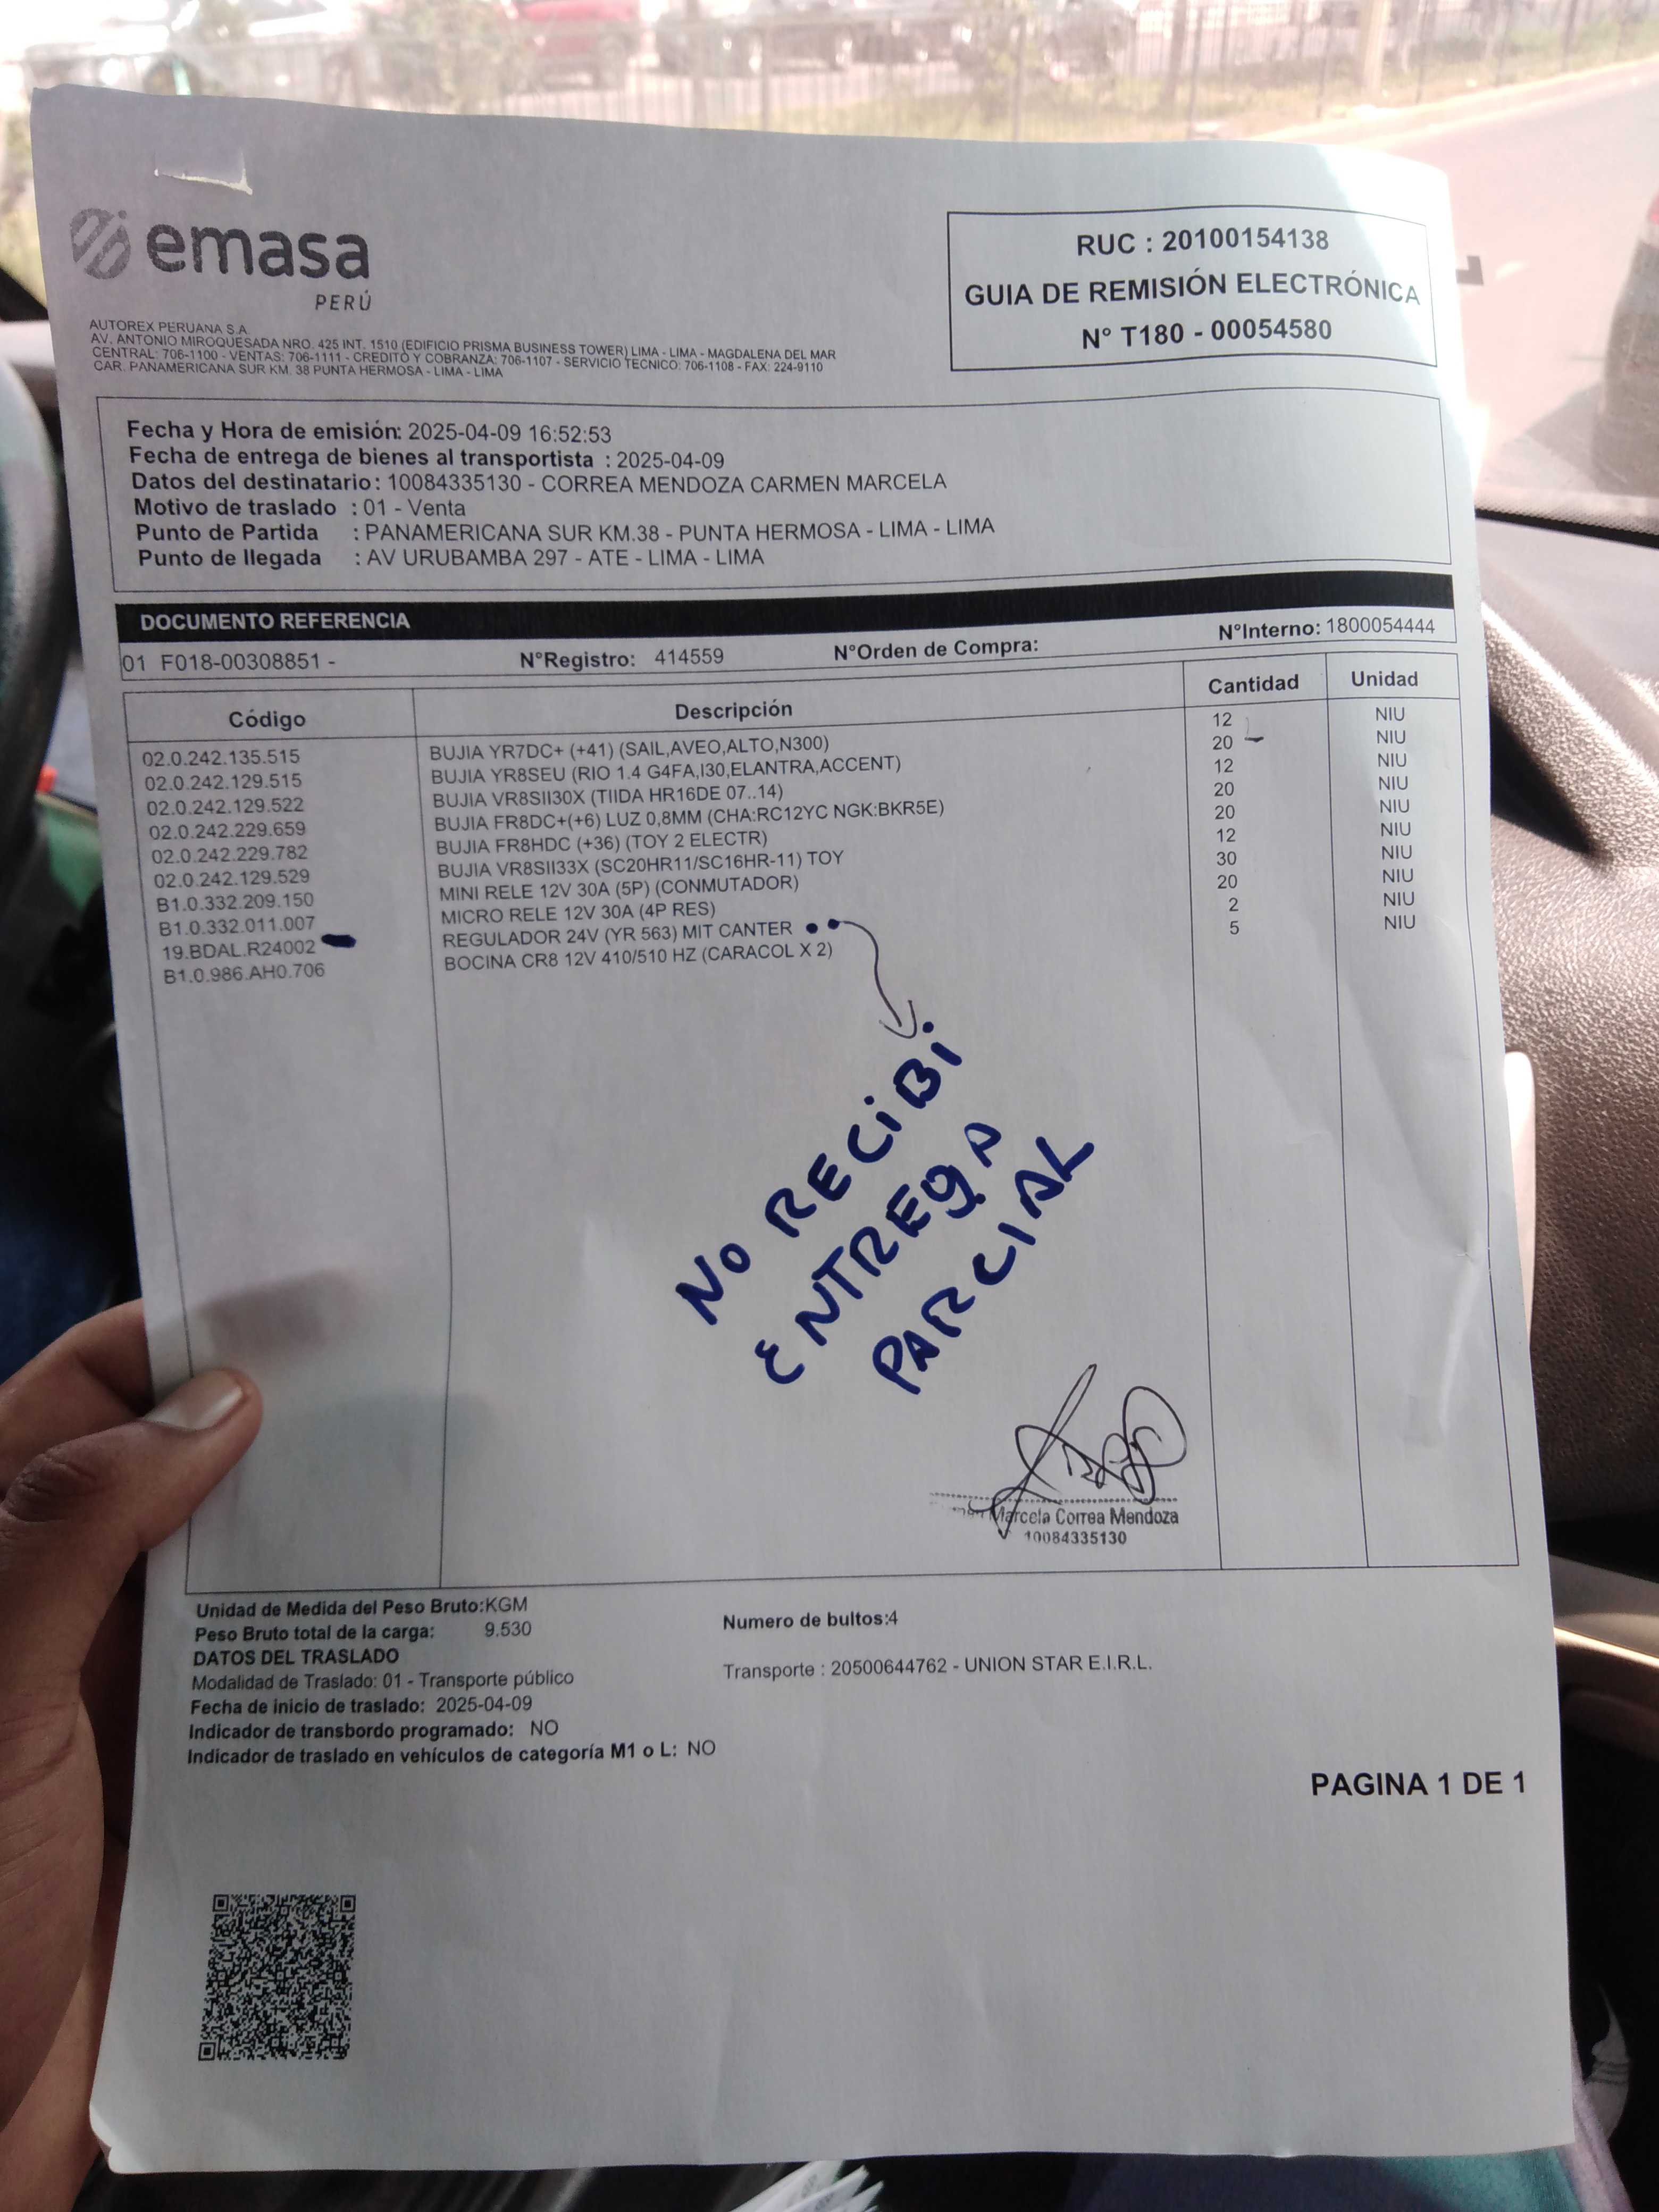 emasa
PERÚ
RUC : 20100154138
GUIA DE REMISIÓN ELECTRÓNICA
N° T180 - 00054580
AUTOREX PERUANA S.A.
AV. ANTONIO MIROQUESADA NRO. 425 INT. 1510 (EDIFICIO PRISMA BUSINESS TOWER) LIMA - LIMA - MAGDALENA DEL MAR
CENTRAL: 706-1100 - VENTAS: 706-1111 - CREDITO Y COBRANZA: 706-1107 - SERVICIO TECNICO: 706-1108 - FAX: 224-9110
CAR. PANAMERICANA SUR KM. 38 PUNTA HERMOSA - LIMA - LIMA
Fecha y Hora de emisión: 2025-04-09 16:52:53
Fecha de entrega de bienes al transportista : 2025-04-09
Datos del destinatario: 10084335130 - CORREA MENDOZA CARMEN MARCELA
Motivo de traslado : 01 - Venta
Punto de Partida : PANAMERICANA SUR KM.38 - PUNTA HERMOSA - LIMA - LIMA
Punto de llegada : AV URUBAMBA 297 - ATE - LIMA - LIMA
DOCUMENTO REFERENCIA
01 F018-00308851 - N°Registro: 414559 N°Orden de Compra: N°Interno: 1800054444
Código Descripción Cantidad Unidad
02.0.242.135.515 BUJIA YR7DC+ (+41) (SAIL,AVEO,ALTO,N300) 12 NIU
02.0.242.129.515 BUJIA YR8SEU (RIO 1.4 G4FA,I30,ELANTRA,ACCENT) 20 NIU
02.0.242.129.522 BUJIA VR8SII30X (TIIDA HR16DE 07..14) 12 NIU
02.0.242.229.659 BUJIA FR8DC+(+6) LUZ 0,8MM (CHA:RC12YC NGK:BKR5E) 20 NIU
02.0.242.229.782 BUJIA FR8HDC (+36) (TOY 2 ELECTR) 20 NIU
02.0.242.129.529 BUJIA VR8SII33X (SC20HR11/SC16HR-11) TOY 12 NIU
B1.0.332.209.150 MINI RELE 12V 30A (5P) (CONMUTADOR) 30 NIU
B1.0.332.011.007 MICRO RELE 12V 30A (4P RES) 20 NIU
19.BDAL.R24002 REGULADOR 24V (YR 563) MIT CANTER 2 NIU
B1.0.986.AH0.706 BOCINA CR8 12V 410/510 HZ (CARACOL X 2) 5 NIU
NO RECiBi
ENTREGA
PARCIAL
Marcela Correa Mendoza
10084335130
Unidad de Medida del Peso Bruto:KGM
Peso Bruto total de la carga: 9.530 Numero de bultos:4
DATOS DEL TRASLADO
Modalidad de Traslado: 01 - Transporte público Transporte : 20500644762 - UNION STAR E.I.R.L.
Fecha de inicio de traslado: 2025-04-09
Indicador de transbordo programado: NO
Indicador de traslado en vehículos de categoría M1 o L: NO
PAGINA 1 DE 1